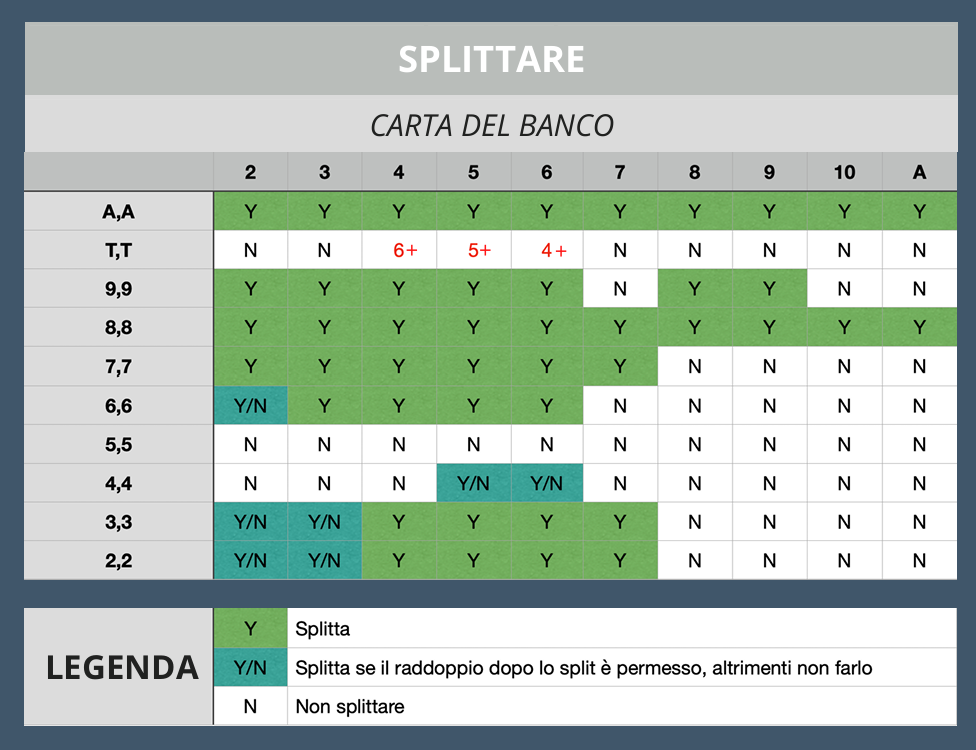 SPLITTARE
CARTA DEL BANCO
2 3 4 5 6 7 8 9 10 A
A,A Y Y Y Y Y Y Y Y Y Y
T,T N N 6+ 5+ 4+ N N N N N
9,9 Y Y Y Y Y N Y Y N N
8,8 Y Y Y Y Y Y Y Y Y Y
7,7 Y Y Y Y Y Y N N N N
6,6 Y/N Y Y Y Y N N N N N
5,5 N N N N N N N N N N
4,4 N N N Y/N Y/N N N N N N
3,3 Y/N Y/N Y Y Y Y N N N N
2,2 Y/N Y/N Y Y Y Y N N N N
LEGENDA
Y Splitta
Y/N Splitta se il raddoppio dopo lo split è permesso, altrimenti non farlo
N Non splittare